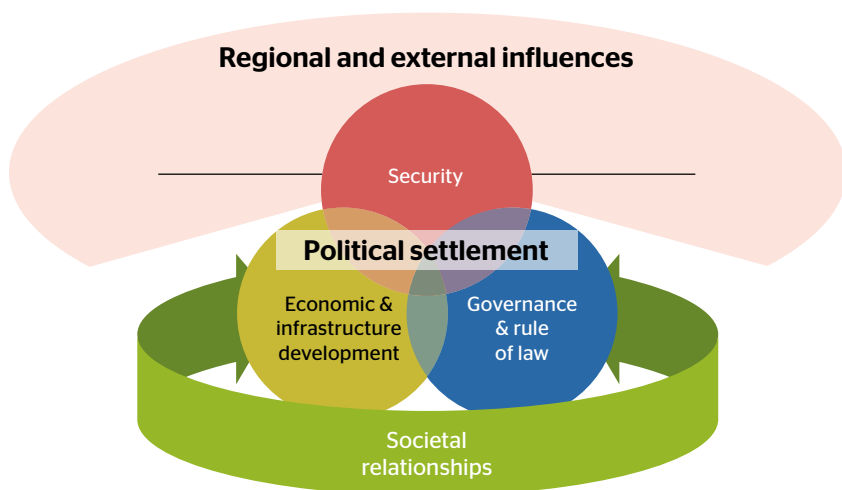 Regional and external influences
Security
Political settlement
Economic &
infrastructure
development
Governance
& rule
of law
Societal
relationships